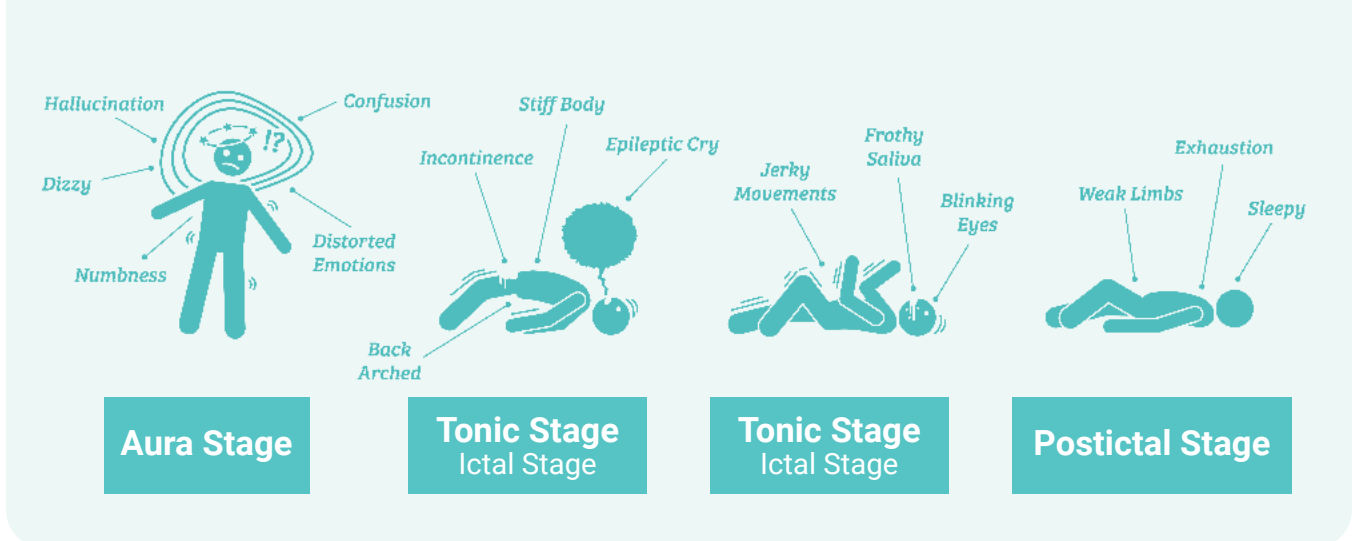 Hallucination
Confusion
Dizzy
!?
Numbness
Distorted
Emotions
Aura Stage
Stiff Body
Incontinence
Epileptic Cry
Back
Arched
Tonic Stage
Ictal Stage
Frothy
Saliva
Jerky
Movements
Blinking
Eyes
Tonic Stage
Ictal Stage
Exhaustion
Weak Limbs
Sleepy
Postictal Stage